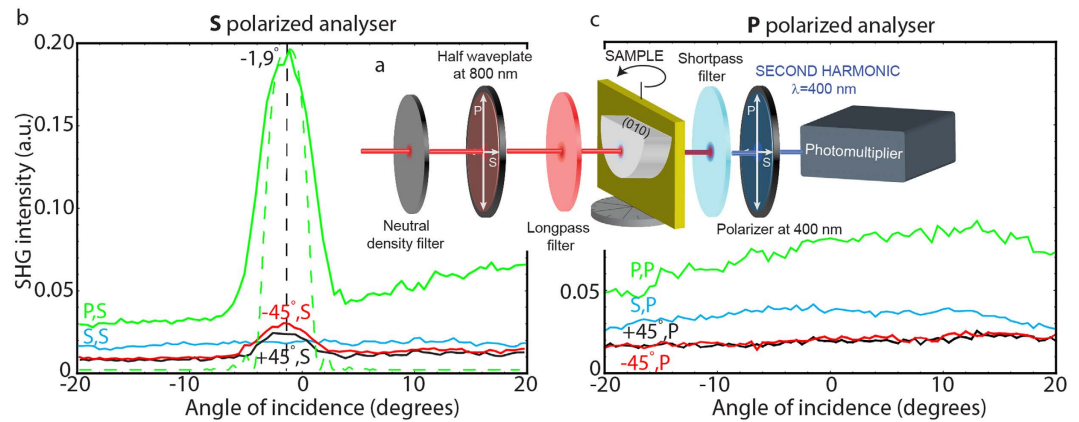 b
S polarized analyser
c
P polarized analyser
0.20
0.15
0.10
0.05
0
SHG intensity (a.u.)
-1,9°
P,S
S,S
-45°,S
+45°,S
-20
-10
0
10
20
Angle of incidence (degrees)
a
Half waveplate
at 800 nm
P
S
SAMPLE
(010)
Shortpass
filter
SECOND HARMONIC
λ=400 nm
P
S
Photomultiplier
Neutral
density filter
Longpass
filter
Polarizer at 400 nm
0.05
0
P,P
S,P
+45°,P
-45°,P
-20
-10
0
10
20
Angle of incidence (degrees)